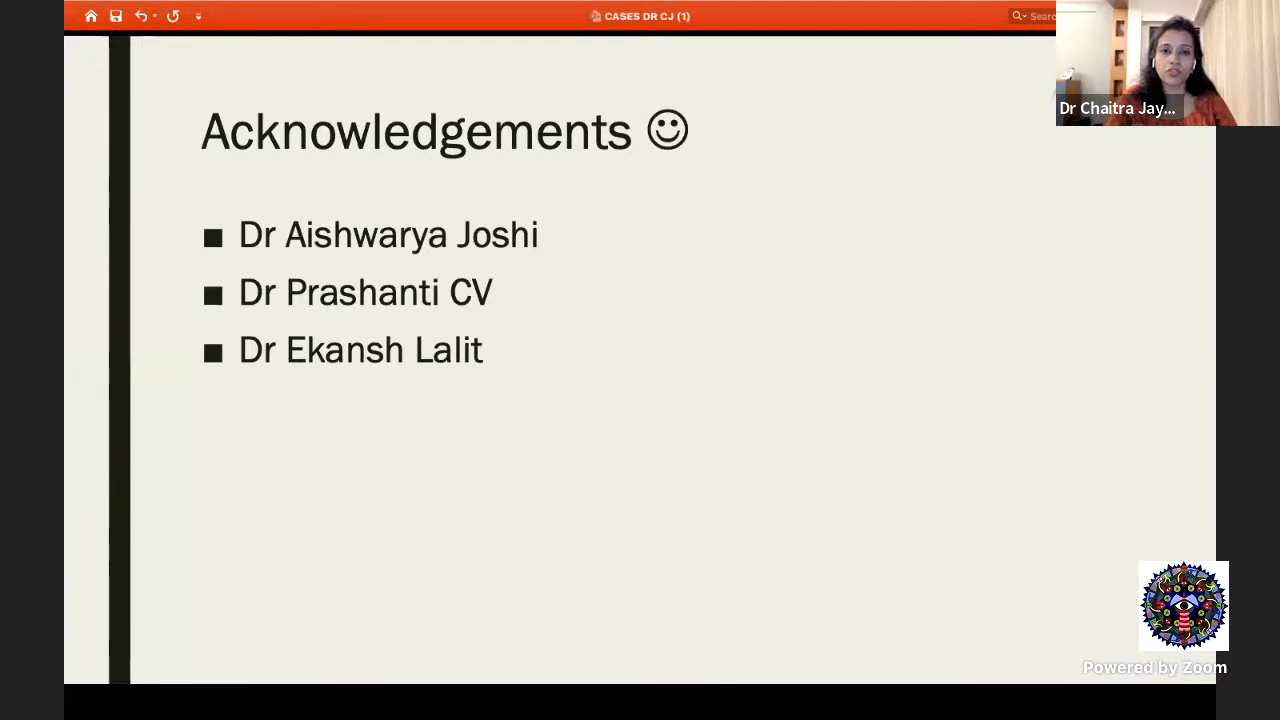 CASES DR CJ (1)
Sear
Dr Chaitra Jay...
Acknowledgements ☺
■ Dr Aishwarya Joshi
■ Dr Prashanti CV
■ Dr Ekansh Lalit
Powered by Zoom